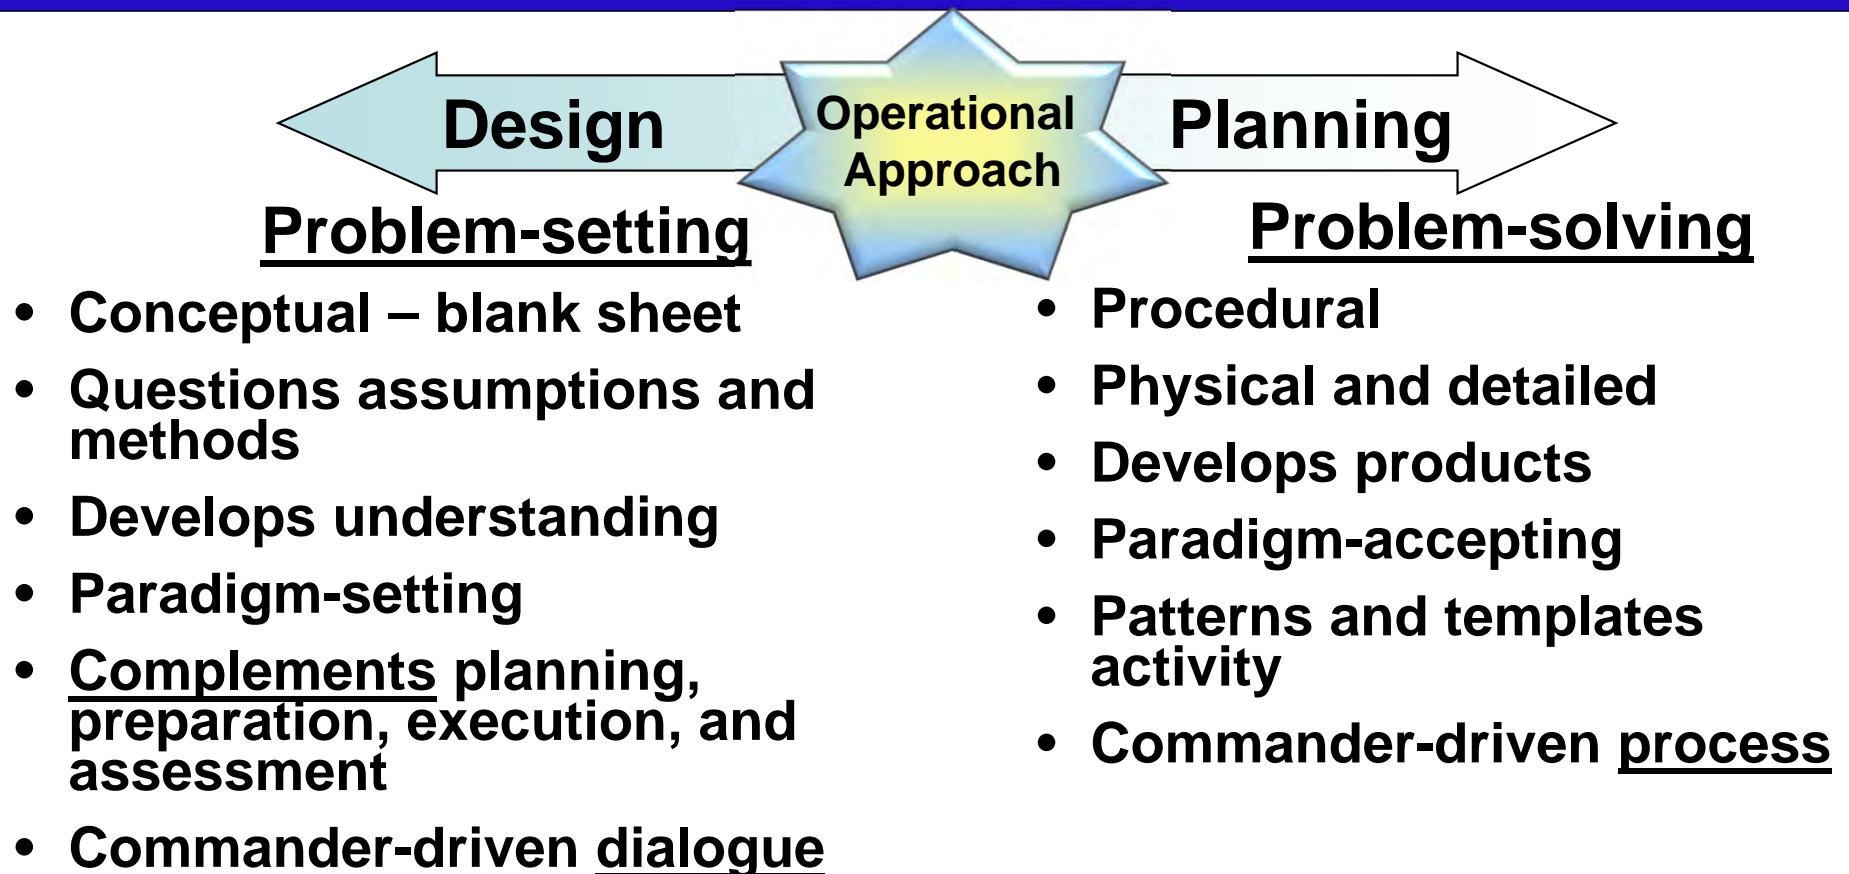 Design
Operational
Approach
Planning
Problem-setting
• Conceptual – blank sheet
• Questions assumptions and
methods
• Develops understanding
• Paradigm-setting
• Complements planning,
preparation, execution, and
assessment
• Commander-driven dialogue
Problem-solving
• Procedural
• Physical and detailed
• Develops products
• Paradigm-accepting
• Patterns and templates
activity
• Commander-driven process